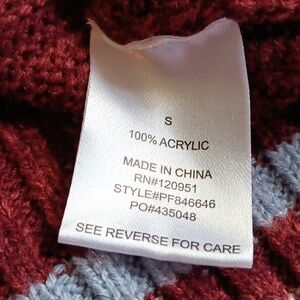 S
100% ACRYLIC
MADE IN CHINA
RN#120951
STYLE#PF846646
PO#435048
SEE REVERSE FOR CARE